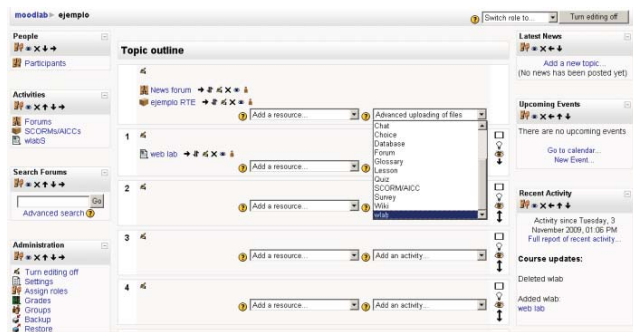 moodlab ► ejemplo
Switch role to...
Turn editing off
People
Participants
Activities
Forums
SCORMs/AICCs
wlabS
Search Forums
Go
Advanced search
Administration
Turn editing off
Settings
Assign roles
Grades
Groups
Backup
Restore
Topic outline
News forum
ejemplo RTE
Add a resource...
Advanced uploading of files
Chat
Choice
Database
Forum
Glossary
Lesson
Quiz
SCORM/AICC
Survey
Wiki
wlab
1
web lab
Add a resource...
2
Add a resource...
3
Add a resource...
Add an activity...
4
Add a resource...
Add an activity...
Latest News
Add a new topic...
(No news has been posted yet)
Upcoming Events
There are no upcoming events
Go to calendar...
New Event...
Recent Activity
Activity since Tuesday, 3
November 2009, 01:06 PM
Full report of recent activity...
Course updates:
Deleted wlab
Added wlab:
web lab